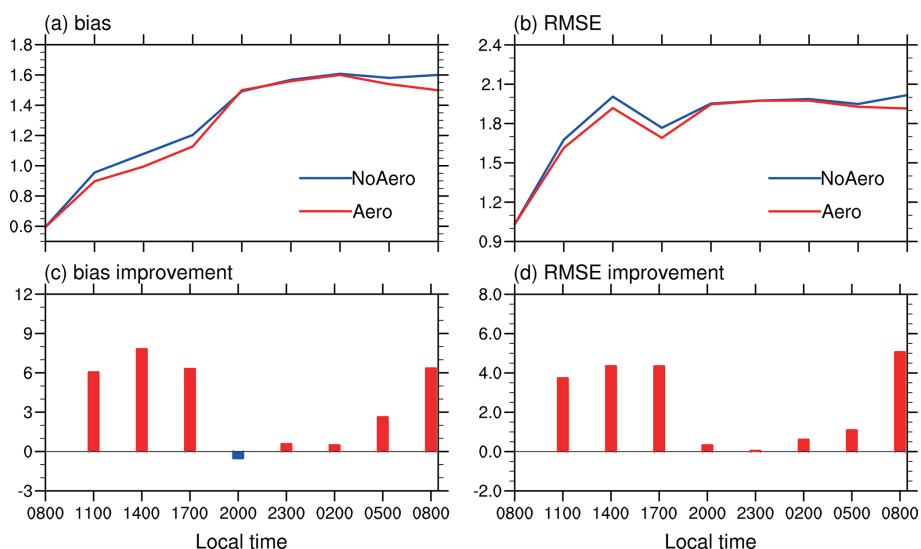 (a) bias
1.8
1.6
1.4
1.2
1.0
0.8
0.6
NoAero
Aero
(b) RMSE
2.4
2.1
1.8
1.5
1.2
0.9
NoAero
Aero
(c) bias improvement
12
9
6
3
0
-3
0800 1100 1400 1700 2000 2300 0200 0500 0800
Local time
(d) RMSE improvement
8.0
6.0
4.0
2.0
0.0
-2.0
0800 1100 1400 1700 2000 2300 0200 0500 0800
Local time